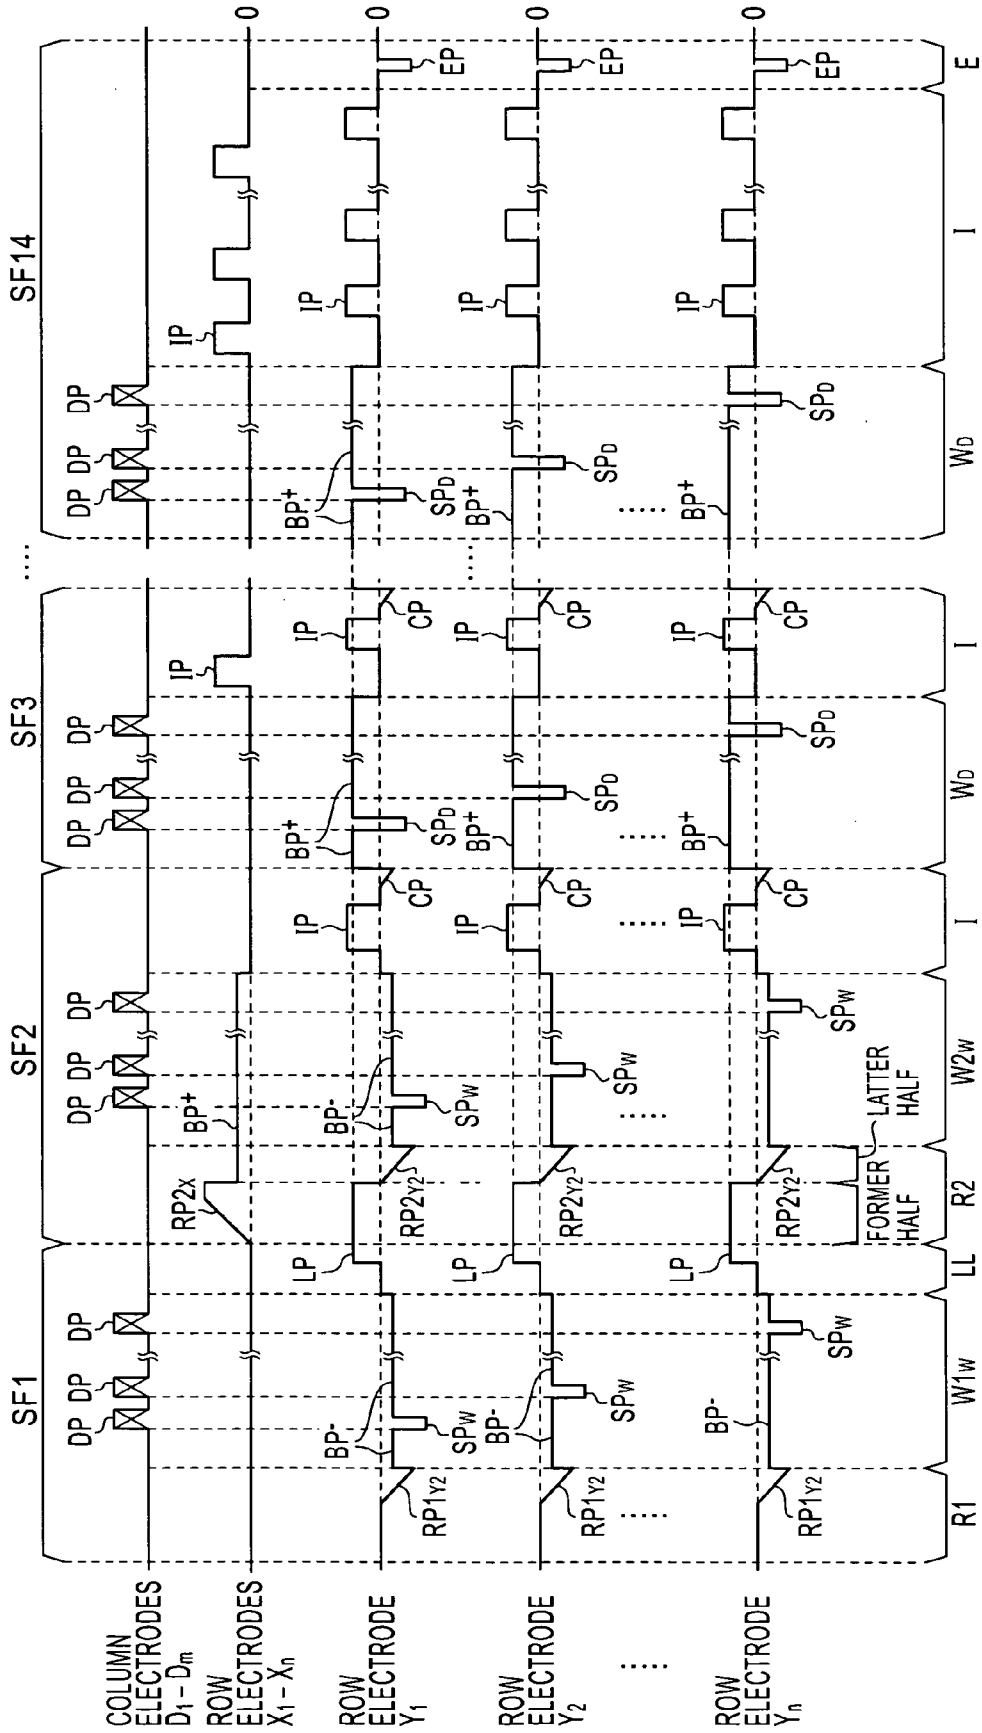 SF1 SF2 SF3 .... SF14
DP DP DP DP DP DP DP DP DP DP DP DP
COLUMN
ELECTRODES
D1-Dm
RP2X BP+ IP IP
ROW
ELECTRODES
X1-Xn
0
RP1Y2 BP- SPW LP RP2Y2 BP- SPW IP CP BP+ SPD IP CP BP+ SPD IP EP
ROW
ELECTRODE
Y1
0
RP1Y2 BP- SPW LP RP2Y2 SPW IP CP BP+ SPD IP CP .... BP+ SPD IP EP
ROW
ELECTRODE
Y2
0
..... ..... ..... ..... ..... .....
RP1Y2 BP- SPW LP RP2Y2 SPW IP CP BP+ SPD IP CP BP+ SPD IP EP
ROW
ELECTRODE
Yn
0
FORMER
HALF
LATTER
HALF
R1 W1W LL R2 W2W I WD I WD I E